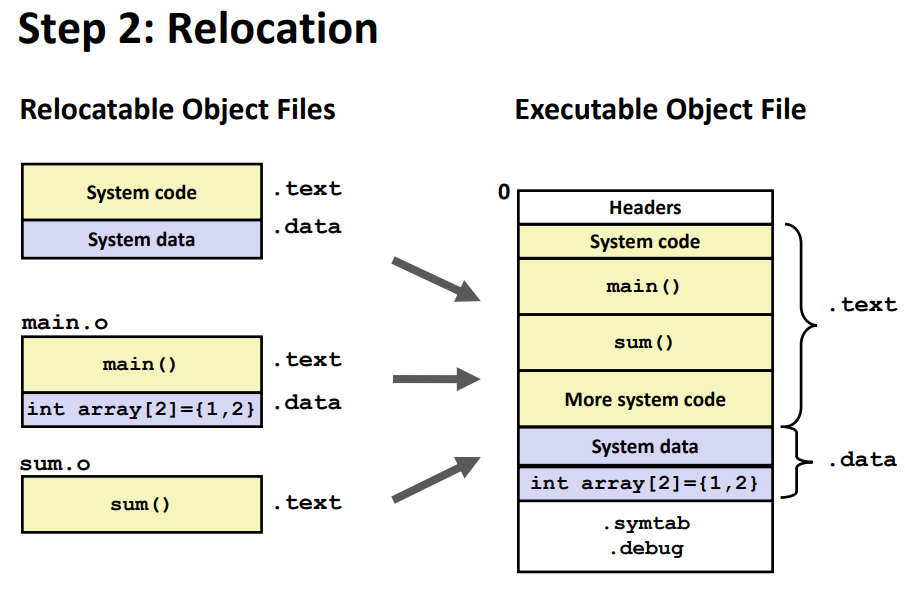 Step 2: Relocation
Relocatable Object Files
System code
.text
System data
.data
main.o
main()
.text
int array[2]={1,2}
.data
sum.o
sum()
.text
Executable Object File
0
Headers
System code
main()
sum()
More system code
.text
System data
int array[2]={1,2}
.data
.symtab
.debug